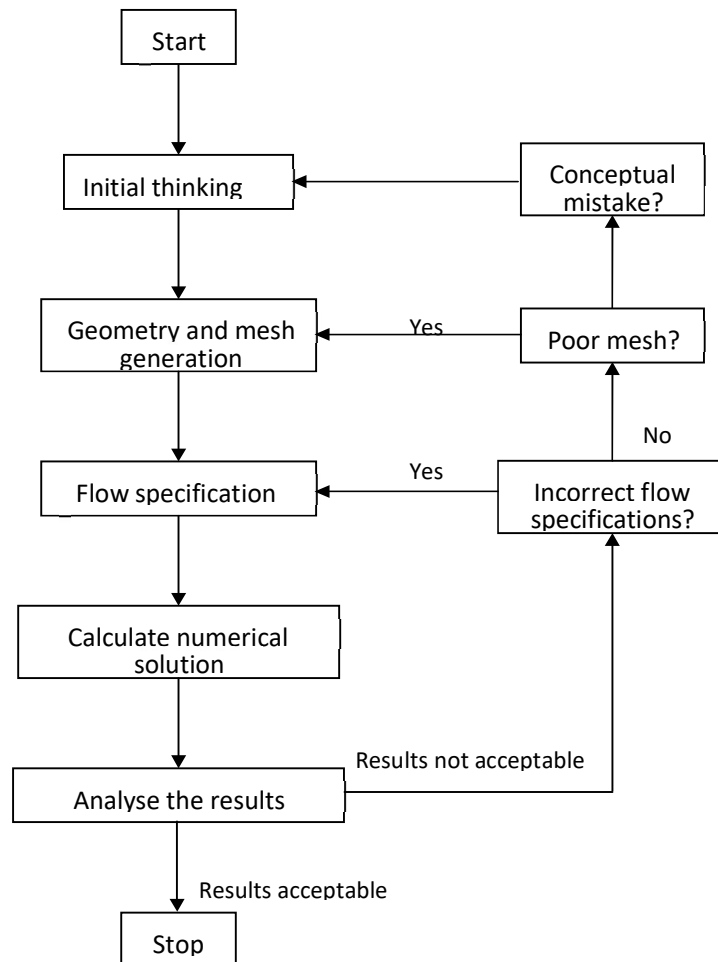 Start
Initial thinking
Conceptual
mistake?
Geometry and mesh
generation
Yes
Poor mesh?
No
Flow specification
Yes
Incorrect flow
specifications?
Calculate numerical
solution
Results not acceptable
Analyse the results
Results acceptable
Stop